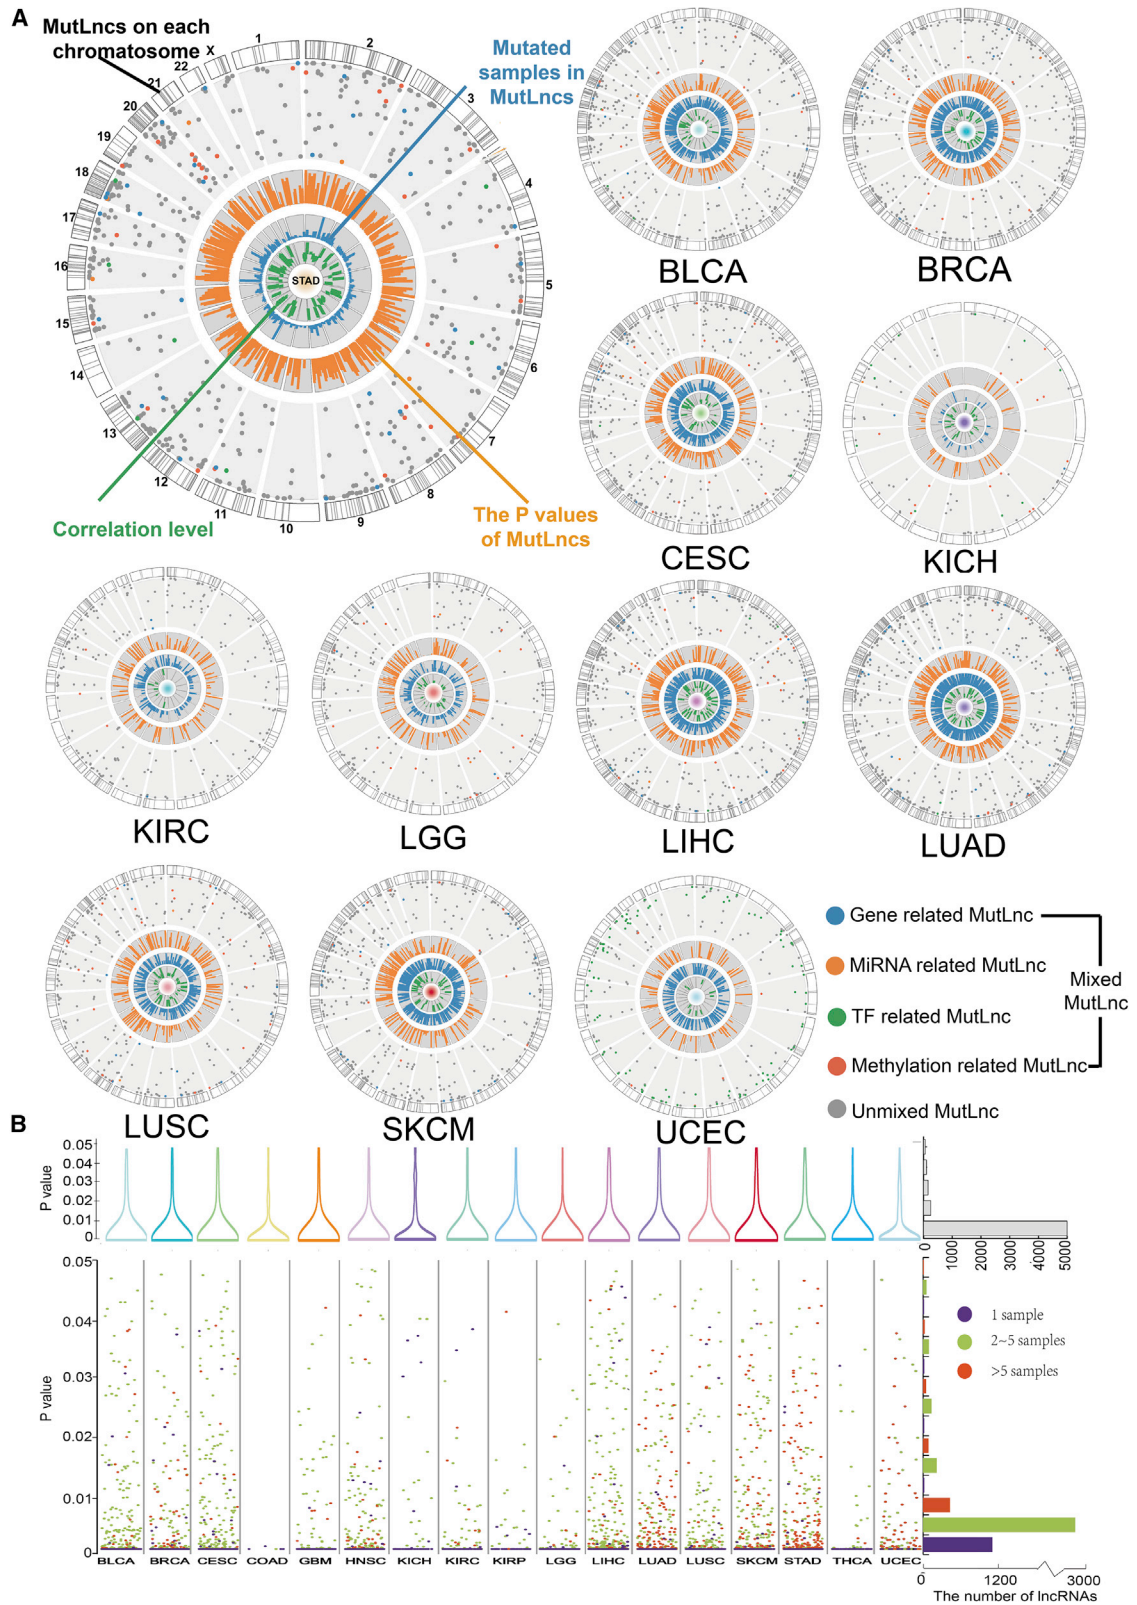 A
MutLncs on each
chromatosome
Mutated
samples in
MutLncs
X
1
2
3
4
5
6
7
8
9
10
11
12
13
14
15
16
17
18
19
20
21
22
STAD
Correlation level
The P values
of MutLncs
BLCA
BRCA
CESC
KICH
KIRC
LGG
LIHC
LUAD
LUSC
SKCM
UCEC
Gene related MutLnc
MiRNA related MutLnc
TF related MutLnc
Methylation related MutLnc
Unmixed MutLnc
Mixed
MutLnc
B
P value
0.05
0.04
0.03
0.02
0.01
0
0
1000
2000
3000
4000
5000
P value
0.05
0.04
0.03
0.02
0.01
0
BLCA
BRCA
CESC
COAD
GBM
HNSC
KICH
KIRC
KIRP
LGG
LIHC
LUAD
LUSC
SKCM
STAD
THCA
UCEC
1 sample
2~5 samples
>5 samples
0
1200
3000
The number of lncRNAs